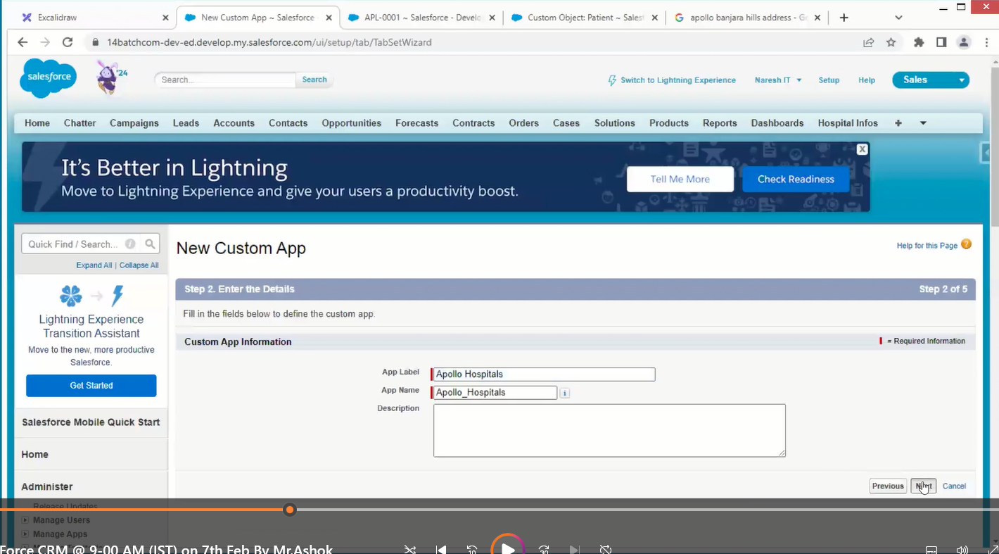 Excalidraw
New Custom App ~ Salesforce
APL-0001 ~ Salesforce - Develo
Custom Object: Patient ~ Sales
apollo banjara hills address - Go
14batchcom-dev-ed.develop.my.salesforce.com/ui/setup/tab/TabSetWizard
salesforce
'24
Search...
Search
Switch to Lightning Experience
Naresh IT
Setup
Help
Sales
Home Chatter Campaigns Leads Accounts Contacts Opportunities Forecasts Contracts Orders Cases Solutions Products Reports Dashboards Hospital Infos +
It's Better in Lightning
Move to Lightning Experience and give your users a productivity boost.
Tell Me More
Check Readiness
X
Quick Find / Search...
Expand All | Collapse All
Lightning Experience
Transition Assistant
Move to the new, more productive
Salesforce.
Get Started
Salesforce Mobile Quick Start
Home
Administer
Release Updates
Manage Users
Manage Apps
New Custom App
Help for this Page
Step 2. Enter the Details
Step 2 of 5
Fill in the fields below to define the custom app.
Custom App Information
= Required Information
App Label
Apollo Hospitals
App Name
Apollo_Hospitals
i
Description
Previous
Next
Cancel
Force CRM @ 9-00 AM (IST) on 7th Feb By Mr.Ashok
10
30